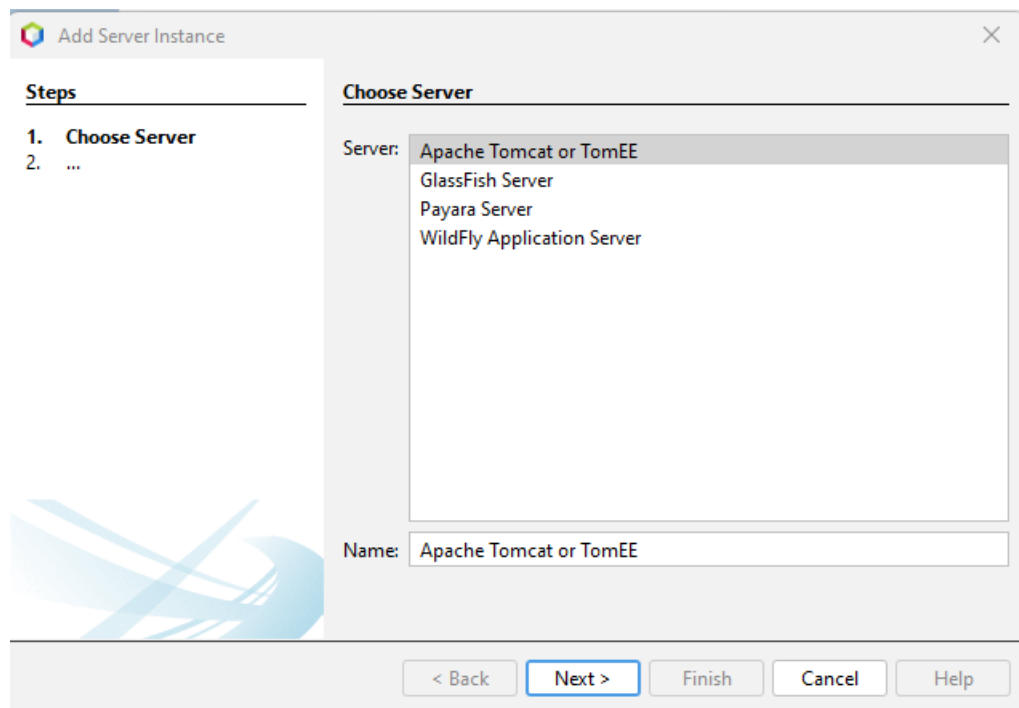 Add Server Instance
Steps
1. Choose Server
2. ...
Choose Server
Server:
Apache Tomcat or TomEE
GlassFish Server
Payara Server
WildFly Application Server
Name: Apache Tomcat or TomEE
< Back Next > Finish Cancel Help